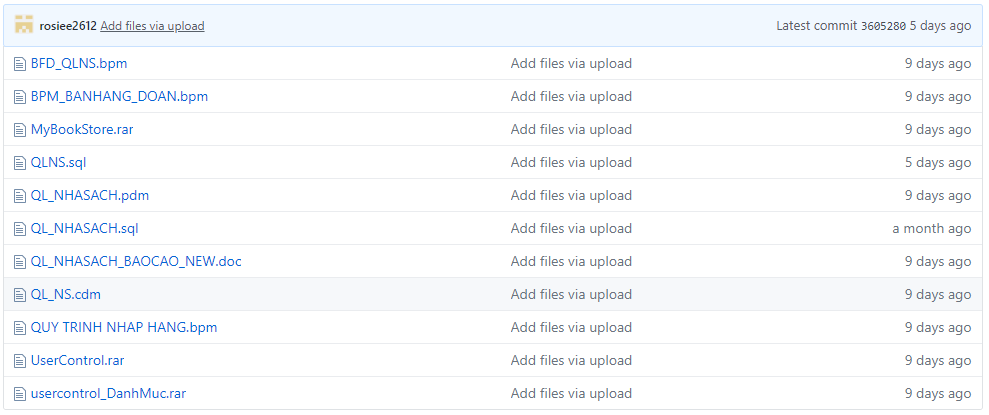 rosiee2612 Add files via upload Latest commit 3605280 5 days ago
BFD_QLNS.bpm Add files via upload 9 days ago
BPM_BANHANG_DOAN.bpm Add files via upload 9 days ago
MyBookStore.rar Add files via upload 9 days ago
QLNS.sql Add files via upload 5 days ago
QL_NHASACH.pdm Add files via upload 9 days ago
QL_NHASACH.sql Add files via upload a month ago
QL_NHASACH_BAOCAO_NEW.doc Add files via upload 9 days ago
QL_NS.cdm Add files via upload 9 days ago
QUY TRINH NHAP HANG.bpm Add files via upload 9 days ago
UserControl.rar Add files via upload 9 days ago
usercontrol_DanhMuc.rar Add files via upload 9 days ago